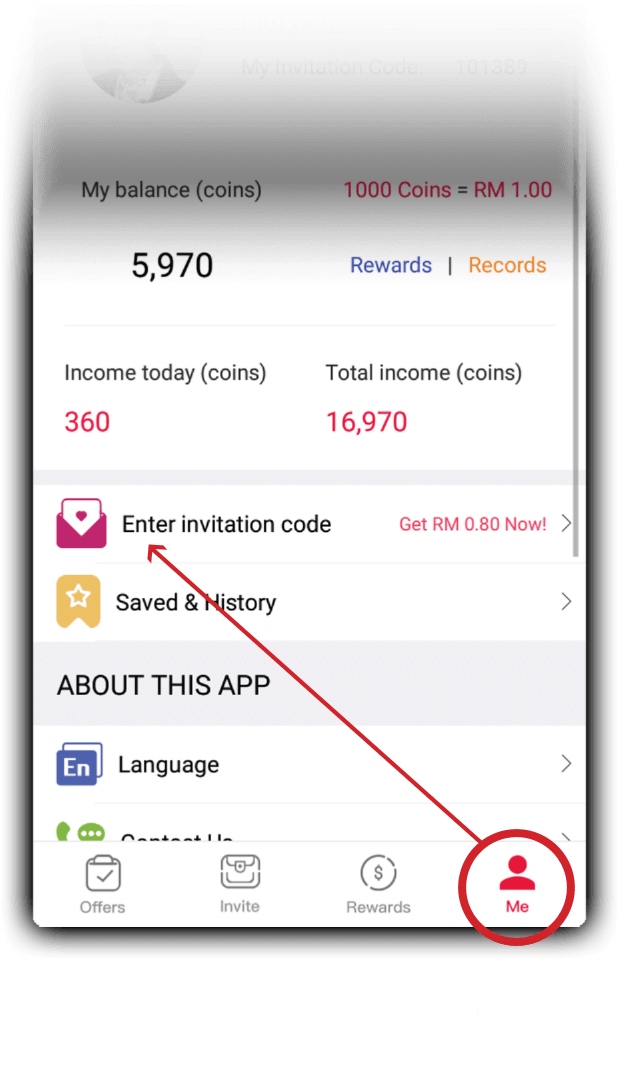 My Invitation Code: 101389
My balance (coins) 1000 Coins = RM 1.00
5,970 Rewards | Records
Income today (coins) Total income (coins)
360 16,970
Enter invitation code Get RM 0.80 Now!
Saved & History
ABOUT THIS APP
En Language
Contact Us
Offers Invite Rewards Me